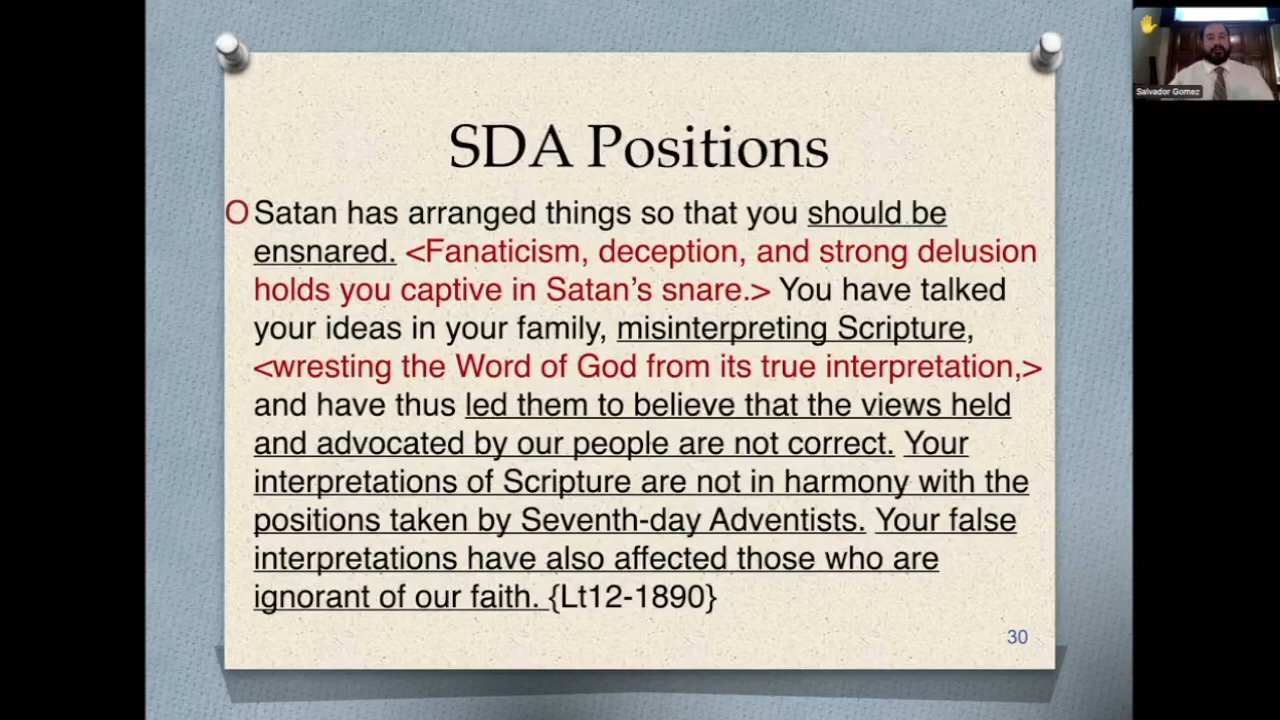 SDA Positions
O Satan has arranged things so that you should be
ensnared. <Fanaticism, deception, and strong delusion
holds you captive in Satan's snare.> You have talked
your ideas in your family, misinterpreting Scripture,
<wresting the Word of God from its true interpretation,>
and have thus led them to believe that the views held
and advocated by our people are not correct. Your
interpretations of Scripture are not in harmony with the
positions taken by Seventh-day Adventists. Your false
interpretations have also affected those who are
ignorant of our faith. {Lt12-1890}
30
Salvador Gomez